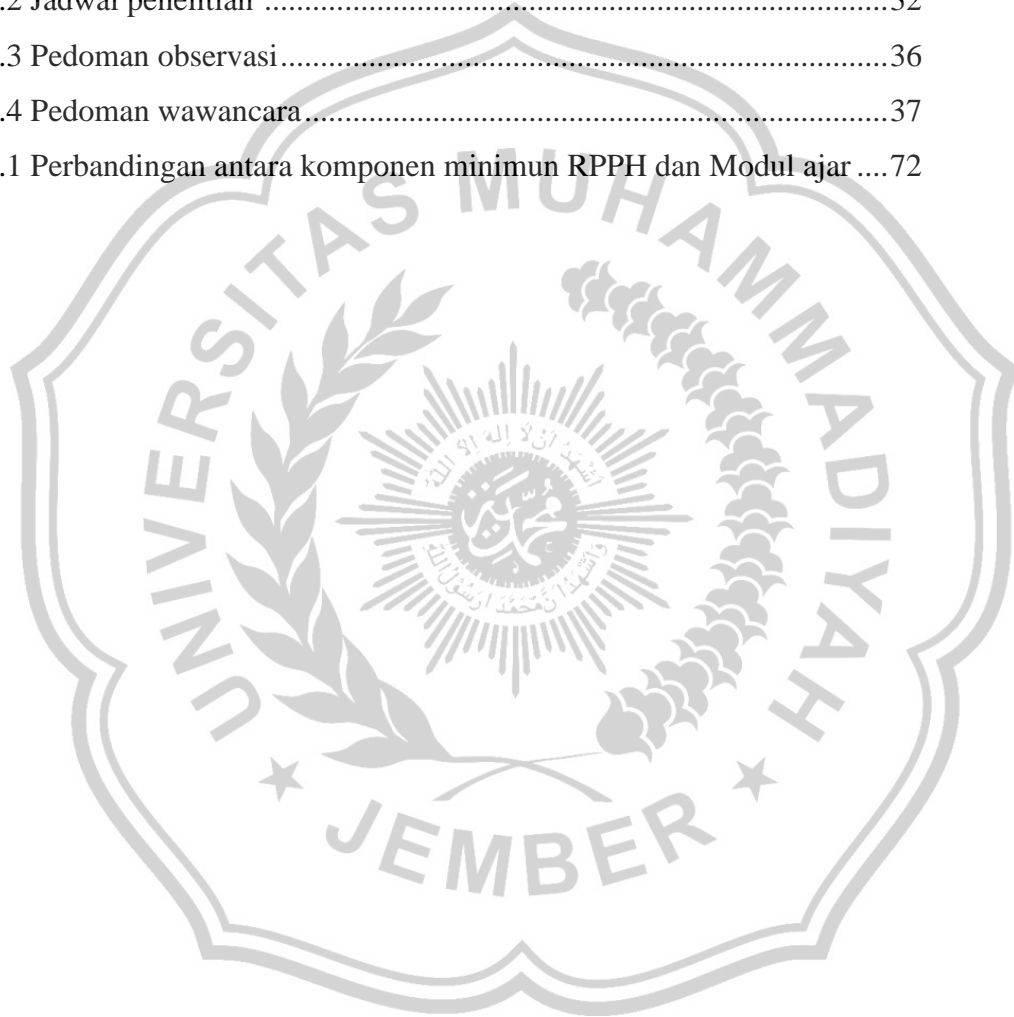 .2 Jadwal penelitian ........................................................................32
.3 Pedoman observasi......................................................................36
.4 Pedoman wawancara...................................................................37
.1 Perbandingan antara komponen minimun RPPH dan Modul ajar ....72
UNIVERSITAS MUHAMMADIYAH
JEMBER